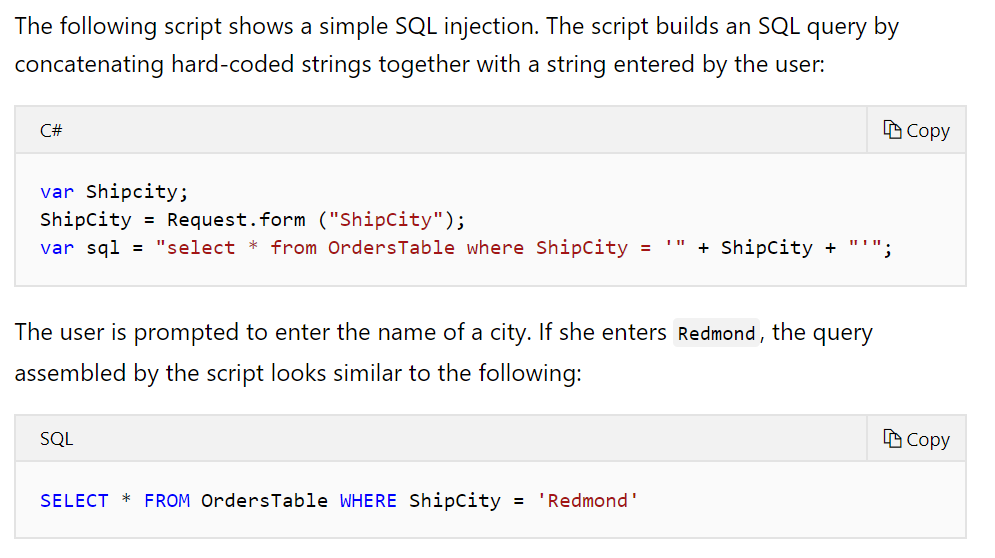 The following script shows a simple SQL injection. The script builds an SQL query by
concatenating hard-coded strings together with a string entered by the user:
C#
Copy
var Shipcity;
ShipCity = Request.form ("ShipCity");
var sql = "select * from OrdersTable where ShipCity = '" + ShipCity + "'";
The user is prompted to enter the name of a city. If she enters Redmond, the query
assembled by the script looks similar to the following:
SQL
Copy
SELECT * FROM OrdersTable WHERE ShipCity = 'Redmond'